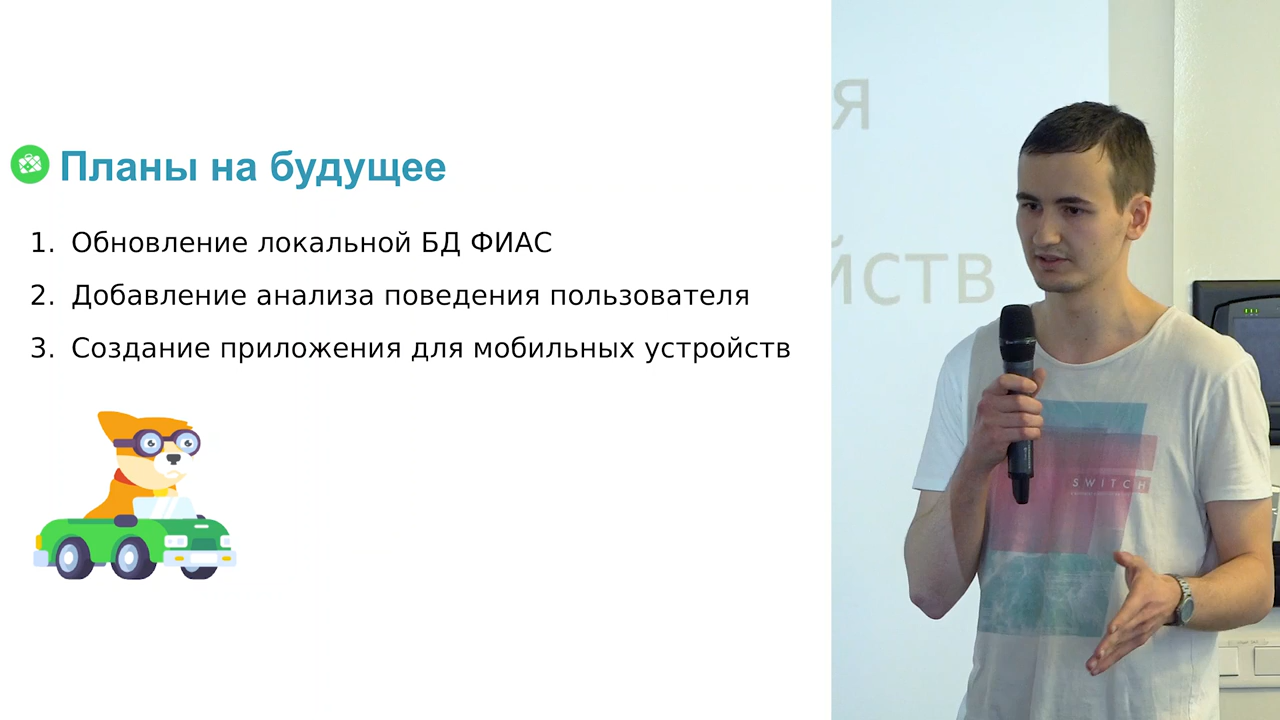 Планы на будущее
1. Обновление локальной БД ФИАС
2. Добавление анализа поведения пользователя
3. Создание приложения для мобильных устройств
я
йств
SWITCH